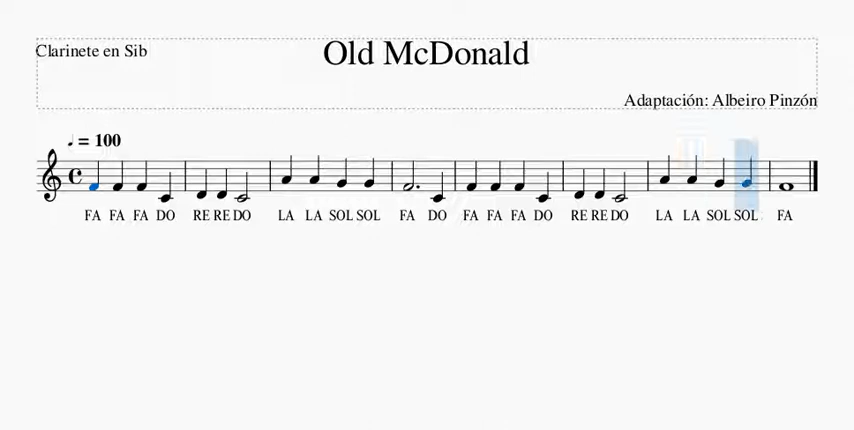 Clarinete en Sib
Old McDonald
Adaptación: Albeiro Pinzón
♩ = 100
FA FA FA DO RE RE DO LA LA SOL SOL FA DO FA FA FA DO RE RE DO LA LA SOL SOL FA